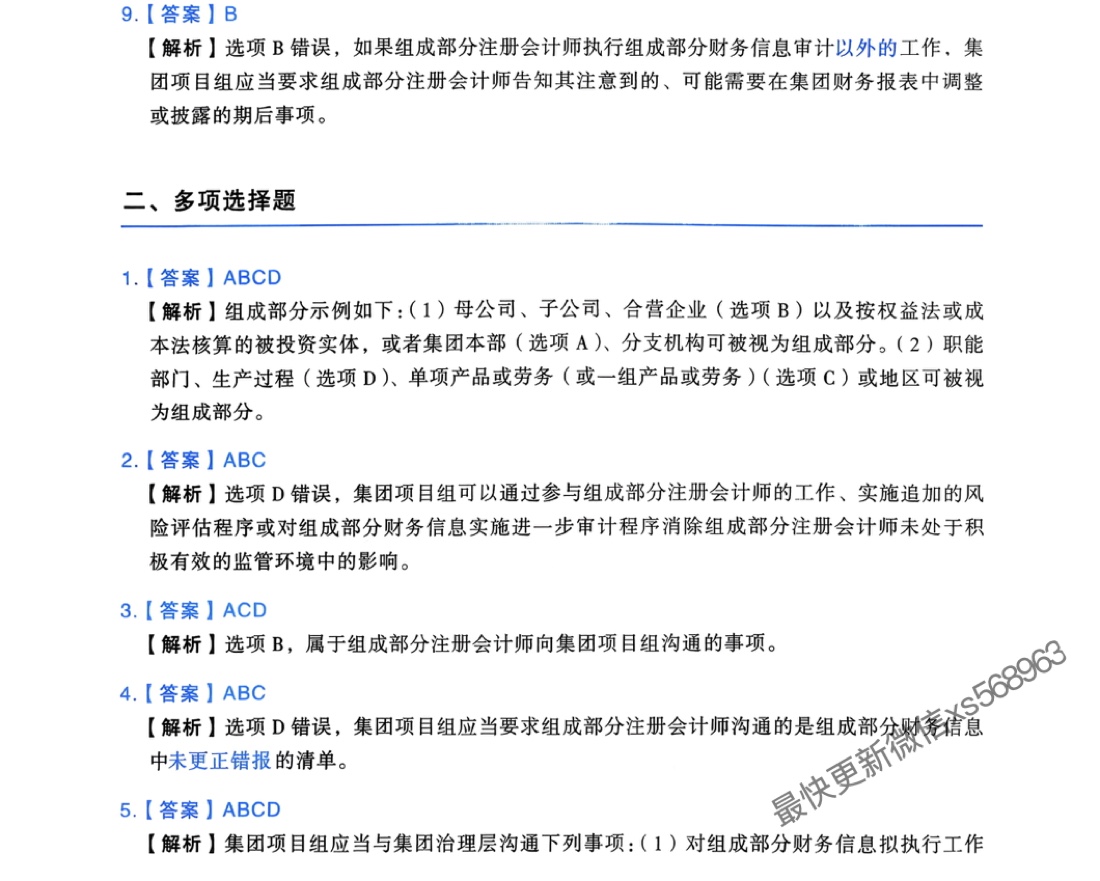 9.【答案】B
【解析】选项 B 错误，如果组成部分注册会计师执行组成部分财务信息审计以外的工作，集
团项目组应当要求组成部分注册会计师告知其注意到的、可能需要在集团财务报表中调整
或披露的期后事项。
二、多项选择题
1.【答案】ABCD
【解析】组成部分示例如下：（1）母公司、子公司、合营企业（选项 B）以及按权益法或成
本法核算的被投资实体，或者集团本部（选项 A）、分支机构可被视为组成部分。（2）职能
部门、生产过程（选项 D）、单项产品或劳务（或一组产品或劳务）（选项 C）或地区可被视
为组成部分。
2.【答案】ABC
【解析】选项 D 错误，集团项目组可以通过参与组成部分注册会计师的工作、实施追加的风
险评估程序或对组成部分财务信息实施进一步审计程序消除组成部分注册会计师未处于积
极有效的监管环境中的影响。
3.【答案】ACD
【解析】选项 B，属于组成部分注册会计师向集团项目组沟通的事项。
4.【答案】ABC
【解析】选项 D 错误，集团项目组应当要求组成部分注册会计师沟通的是组成部分财务信息
中未更正错报的清单。
5.【答案】ABCD
【解析】集团项目组应当与集团治理层沟通下列事项：（1）对组成部分财务信息拟执行工作
最快更新微信xs568963